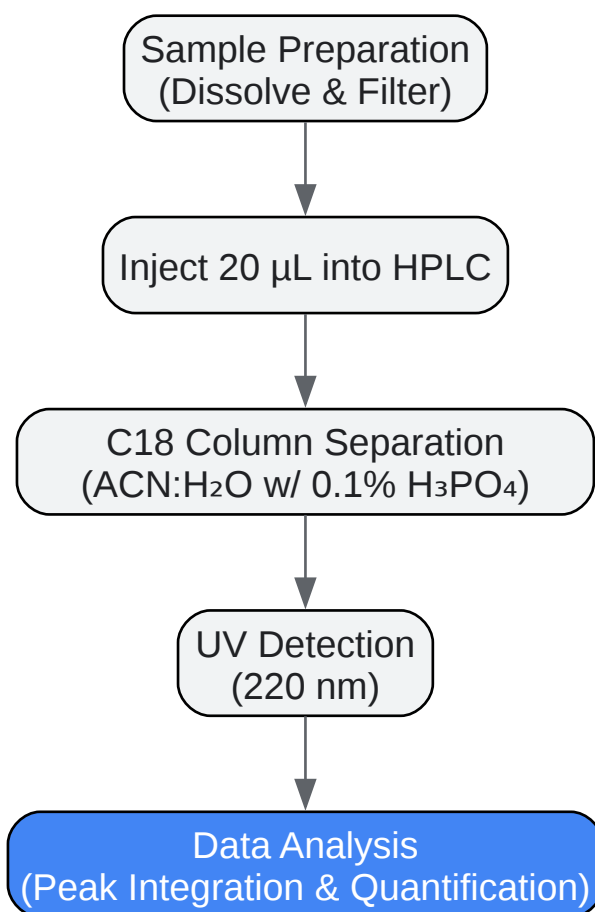 Sample Preparation
(Dissolve & Filter)
Inject 20 µL into HPLC
C18 Column Separation
(ACN:H₂O w/ 0.1% H₃PO₄)
UV Detection
(220 nm)
Data Analysis
(Peak Integration & Quantification)